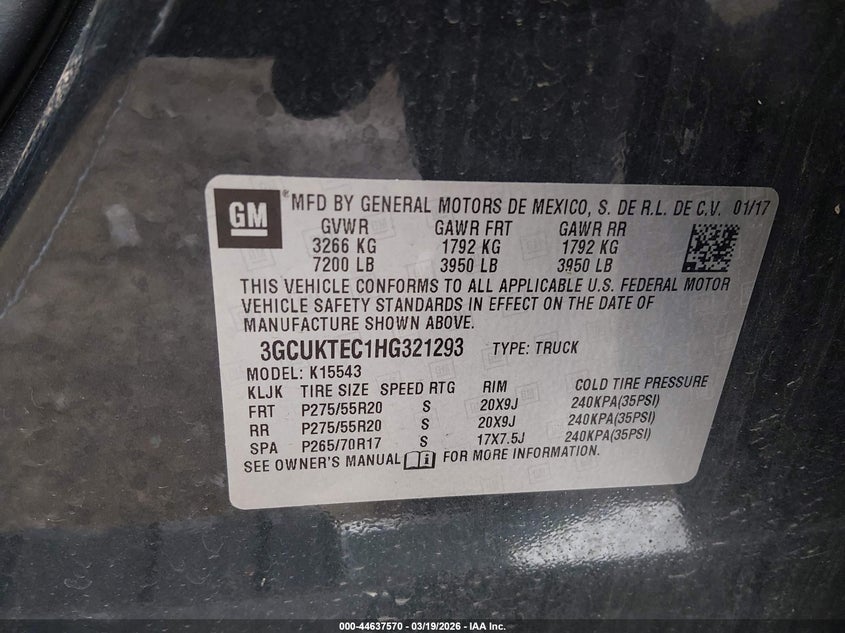 GM ® MFD BY GENERAL MOTORS DE MEXICO, S. DE R.L. DE C.V. 01/17
GVWR GAWR FRT GAWR RR
3266 KG 1792 KG 1792 KG
7200 LB 3950 LB 3950 LB
THIS VEHICLE CONFORMS TO ALL APPLICABLE U.S. FEDERAL MOTOR
VEHICLE SAFETY STANDARDS IN EFFECT ON THE DATE OF
MANUFACTURE SHOWN ABOVE.
3GCUKTEC1HG321293 TYPE: TRUCK
MODEL: K15543
KLJK TIRE SIZE SPEED RTG RIM COLD TIRE PRESSURE
FRT P275/55R20 S 20X9J 240KPA(35PSI)
RR P275/55R20 S 20X9J 240KPA(35PSI)
SPA P265/70R17 S 17X7.5J 240KPA(35PSI)
SEE OWNER'S MANUAL FOR MORE INFORMATION.
000-44637570 — 03/19/2026 — IAA Inc.